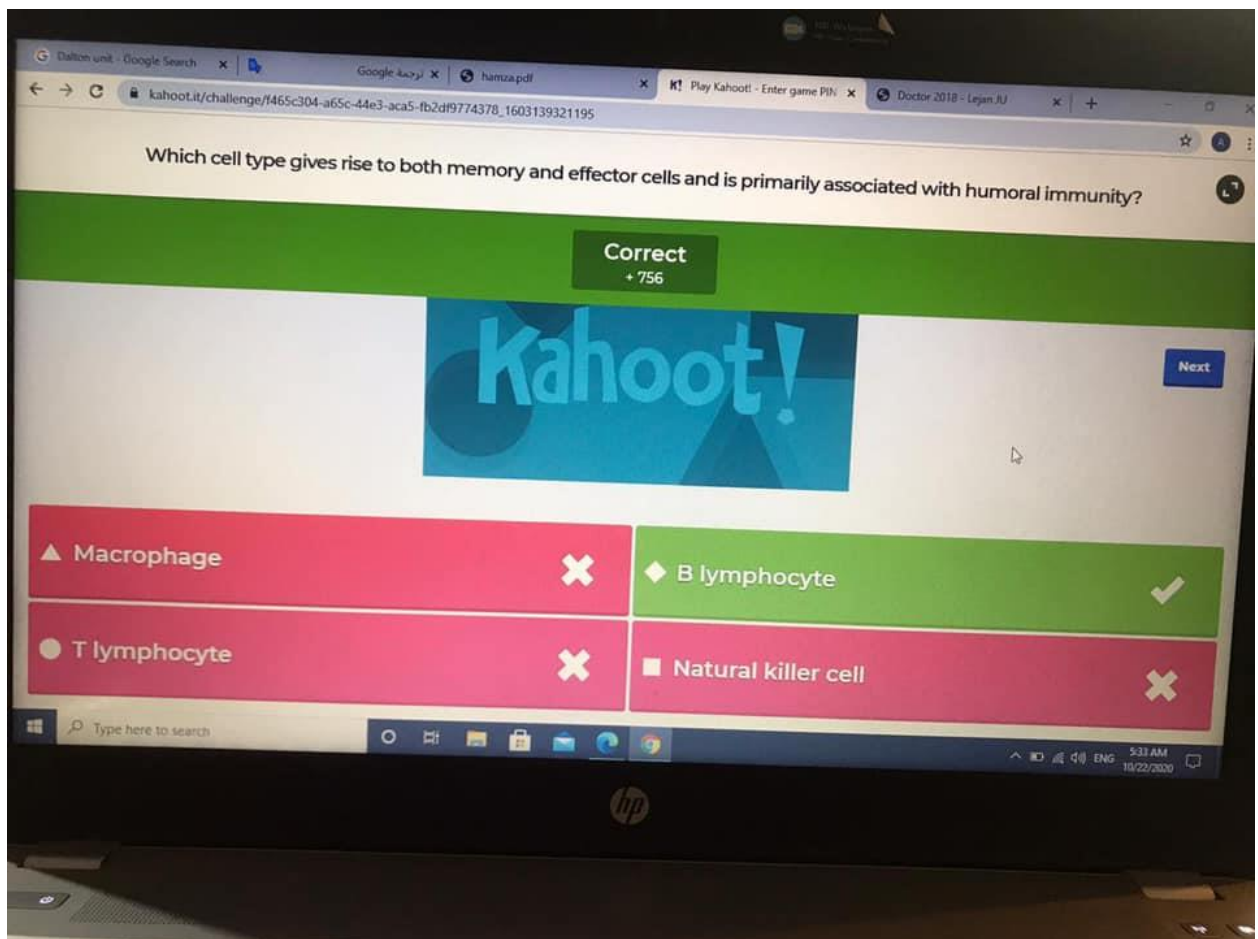 Dalton unit - Google Search
ترجمة Google
hamza.pdf
K! Play Kahoot! - Enter game PIN
Doctor 2018 - Lejan JU
kahoot.it/challenge/f465c304-a65c-44e3-aca5-fb2df9774378_1603139321195
A
Which cell type gives rise to both memory and effector cells and is primarily associated with humoral immunity?
Correct
+ 756
Kahoot!
Next
Macrophage
B lymphocyte
T lymphocyte
Natural killer cell
Type here to search
ENG
5:33 AM
10/22/2020
hp